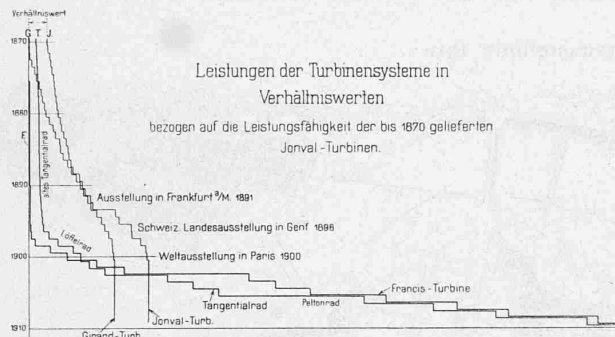 Verhältniswert
G. T. J.
1870
Leistungen der Turbinensysteme in
Verhältniswerten
bezogen auf die Leistungsfähigkeit der bis 1870 gelieferten
Jonval-Turbinen.
1880
F.
altes Tangentialrad
1890
Ausstellung in Frankfurt a/M. 1891
Schweiz. Landesausstellung in Genf 1896
Löffelrad
1900
Weltausstellung in Paris 1900
Francis-Turbine
Tangentialrad
Peltonrad
Jonval-Turb.
1910
Girard-Turb.